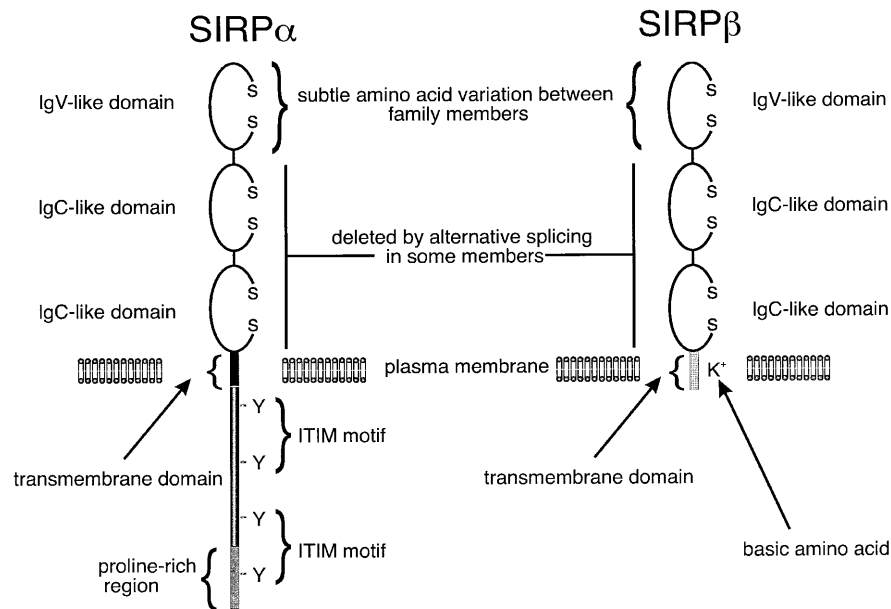 SIRPα
SIRPβ
IgV-like domain
S
S
subtle amino acid variation between
family members
S
S
IgV-like domain
IgC-like domain
S
S
S
S
IgC-like domain
deleted by alternative splicing
in some members
IgC-like domain
S
S
S
S
IgC-like domain
plasma membrane
K+
Y
ITIM motif
Y
transmembrane domain
transmembrane domain
Y
ITIM motif
Y
basic amino acid
proline-rich
region